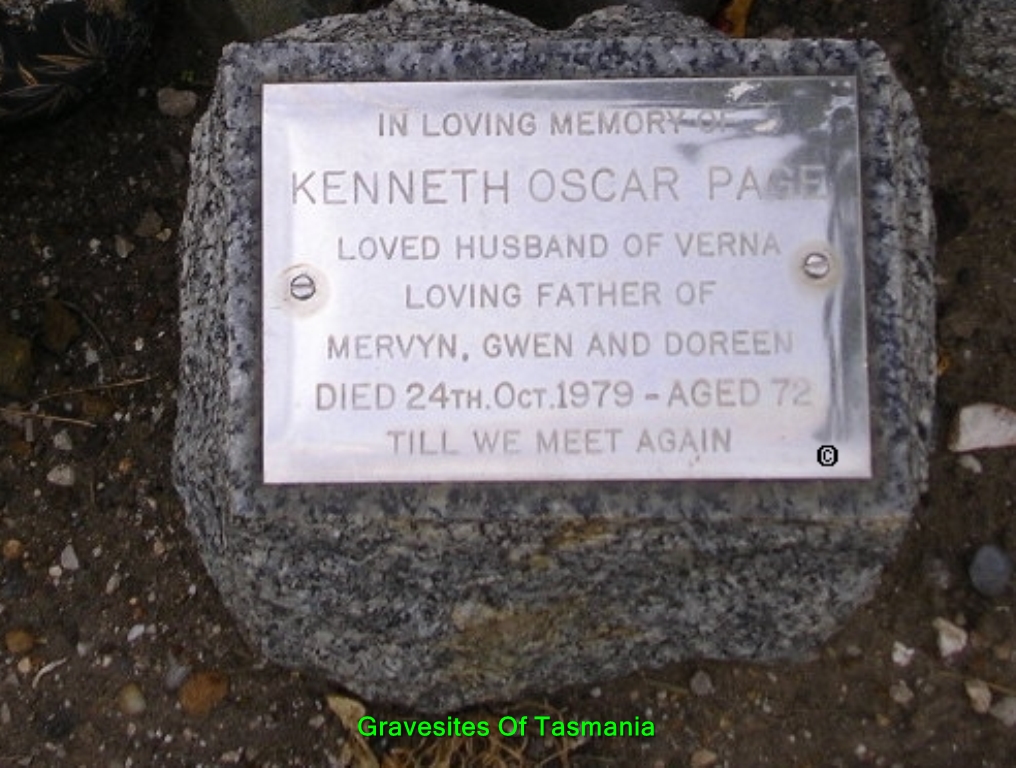 IN LOVING MEMORY OF
KENNETH OSCAR PAGE
LOVED HUSBAND OF VERNA
LOVING FATHER OF
MERVYN, GWEN AND DOREEN
DIED 24TH.OCT.1979 - AGED 72
TILL WE MEET AGAIN
©
Gravesites Of Tasmania